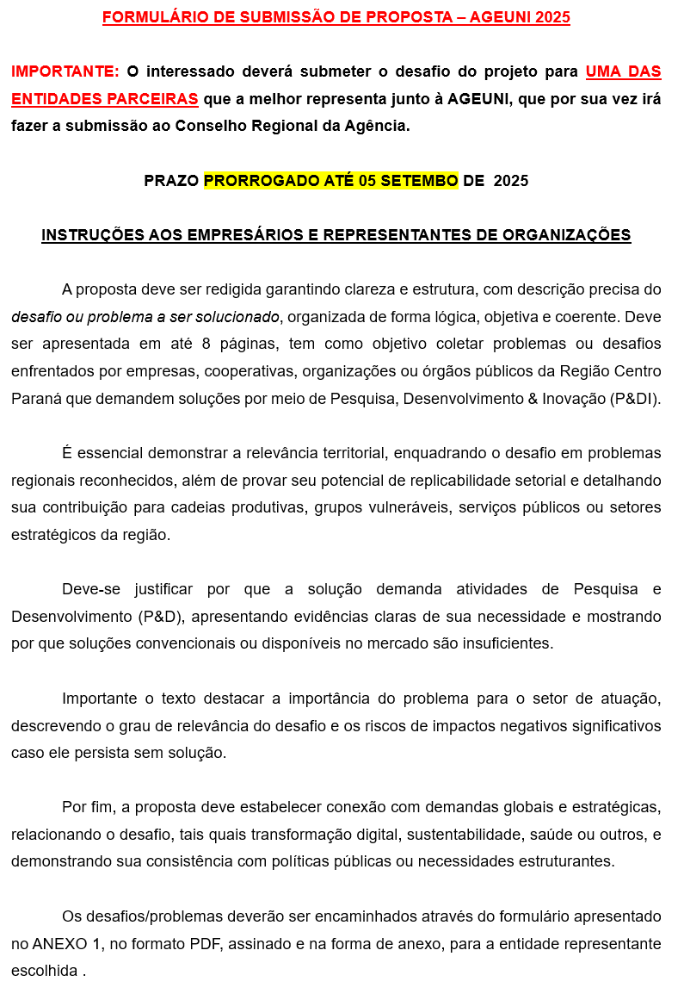 FORMULÁRIO DE SUBMISSÃO DE PROPOSTA – AGEUNI 2025
IMPORTANTE: O interessado deverá submeter o desafio do projeto para UMA DAS
ENTIDADES PARCEIRAS que a melhor representa junto à AGEUNI, que por sua vez irá
fazer a submissão ao Conselho Regional da Agência.
PRAZO PRORROGADO ATÉ 05 SETEMBO DE 2025
INSTRUÇÕES AOS EMPRESÁRIOS E REPRESENTANTES DE ORGANIZAÇÕES
A proposta deve ser redigida garantindo clareza e estrutura, com descrição precisa do
desafio ou problema a ser solucionado, organizada de forma lógica, objetiva e coerente. Deve
ser apresentada em até 8 páginas, tem como objetivo coletar problemas ou desafios
enfrentados por empresas, cooperativas, organizações ou órgãos públicos da Região Centro
Paraná que demandem soluções por meio de Pesquisa, Desenvolvimento & Inovação (P&DI).
É essencial demonstrar a relevância territorial, enquadrando o desafio em problemas
regionais reconhecidos, além de provar seu potencial de replicabilidade setorial e detalhando
sua contribuição para cadeias produtivas, grupos vulneráveis, serviços públicos ou setores
estratégicos da região.
Deve-se justificar por que a solução demanda atividades de Pesquisa e
Desenvolvimento (P&D), apresentando evidências claras de sua necessidade e mostrando
por que soluções convencionais ou disponíveis no mercado são insuficientes.
Importante o texto destacar a importância do problema para o setor de atuação,
descrevendo o grau de relevância do desafio e os riscos de impactos negativos significativos
caso ele persista sem solução.
Por fim, a proposta deve estabelecer conexão com demandas globais e estratégicas,
relacionando o desafio, tais quais transformação digital, sustentabilidade, saúde ou outros, e
demonstrando sua consistência com políticas públicas ou necessidades estruturantes.
Os desafios/problemas deverão ser encaminhados através do formulário apresentado
no ANEXO 1, no formato PDF, assinado e na forma de anexo, para a entidade representante
escolhida .